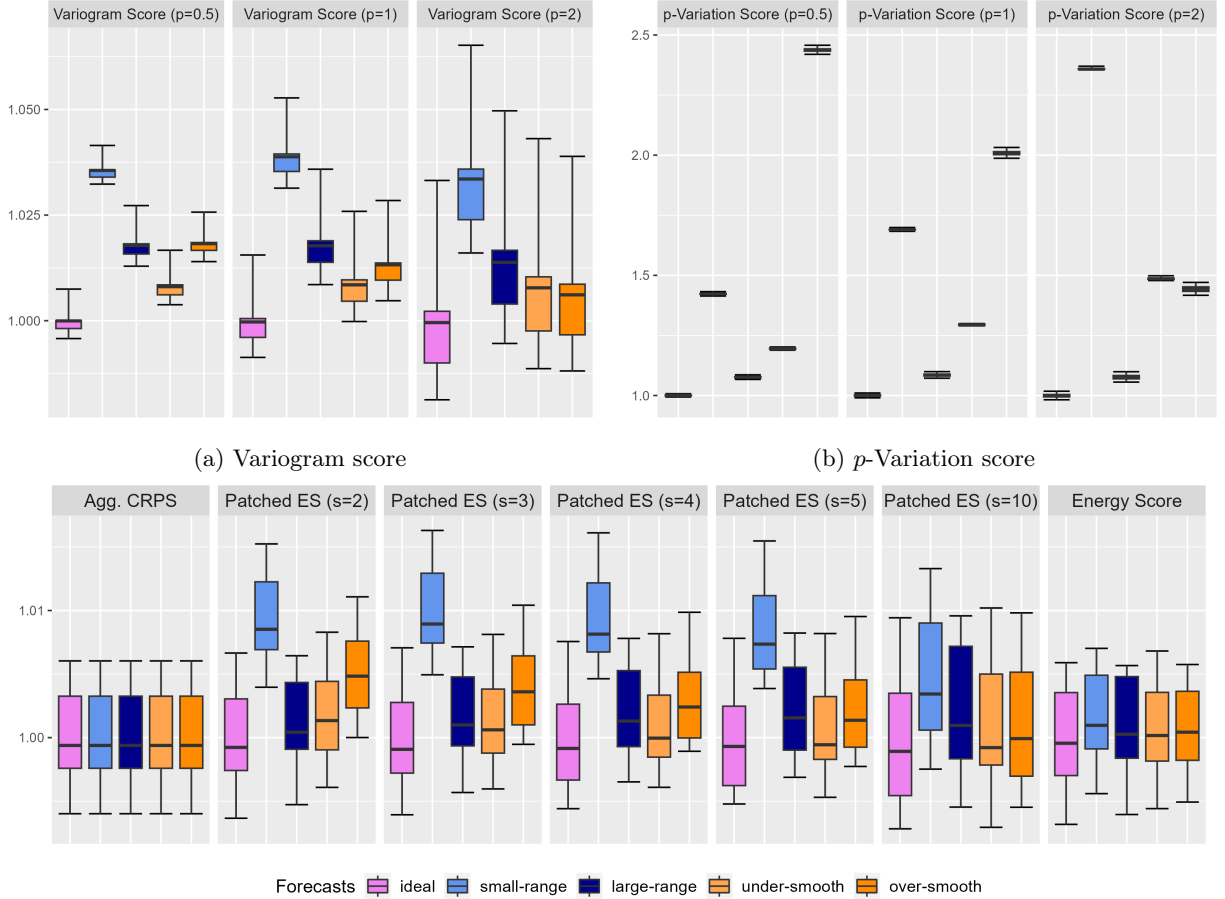 Variogram Score (p=0.5) Variogram Score (p=1) Variogram Score (p=2)
1.050
1.025
1.000
(a) Variogram score
p-Variation Score (p=0.5) p-Variation Score (p=1) p-Variation Score (p=2)
2.5
2.0
1.5
1.0
(b) p-Variation score
Agg. CRPS Patched ES (s=2) Patched ES (s=3) Patched ES (s=4) Patched ES (s=5) Patched ES (s=10) Energy Score
1.01
1.00
Forecasts ideal small-range large-range under-smooth over-smooth